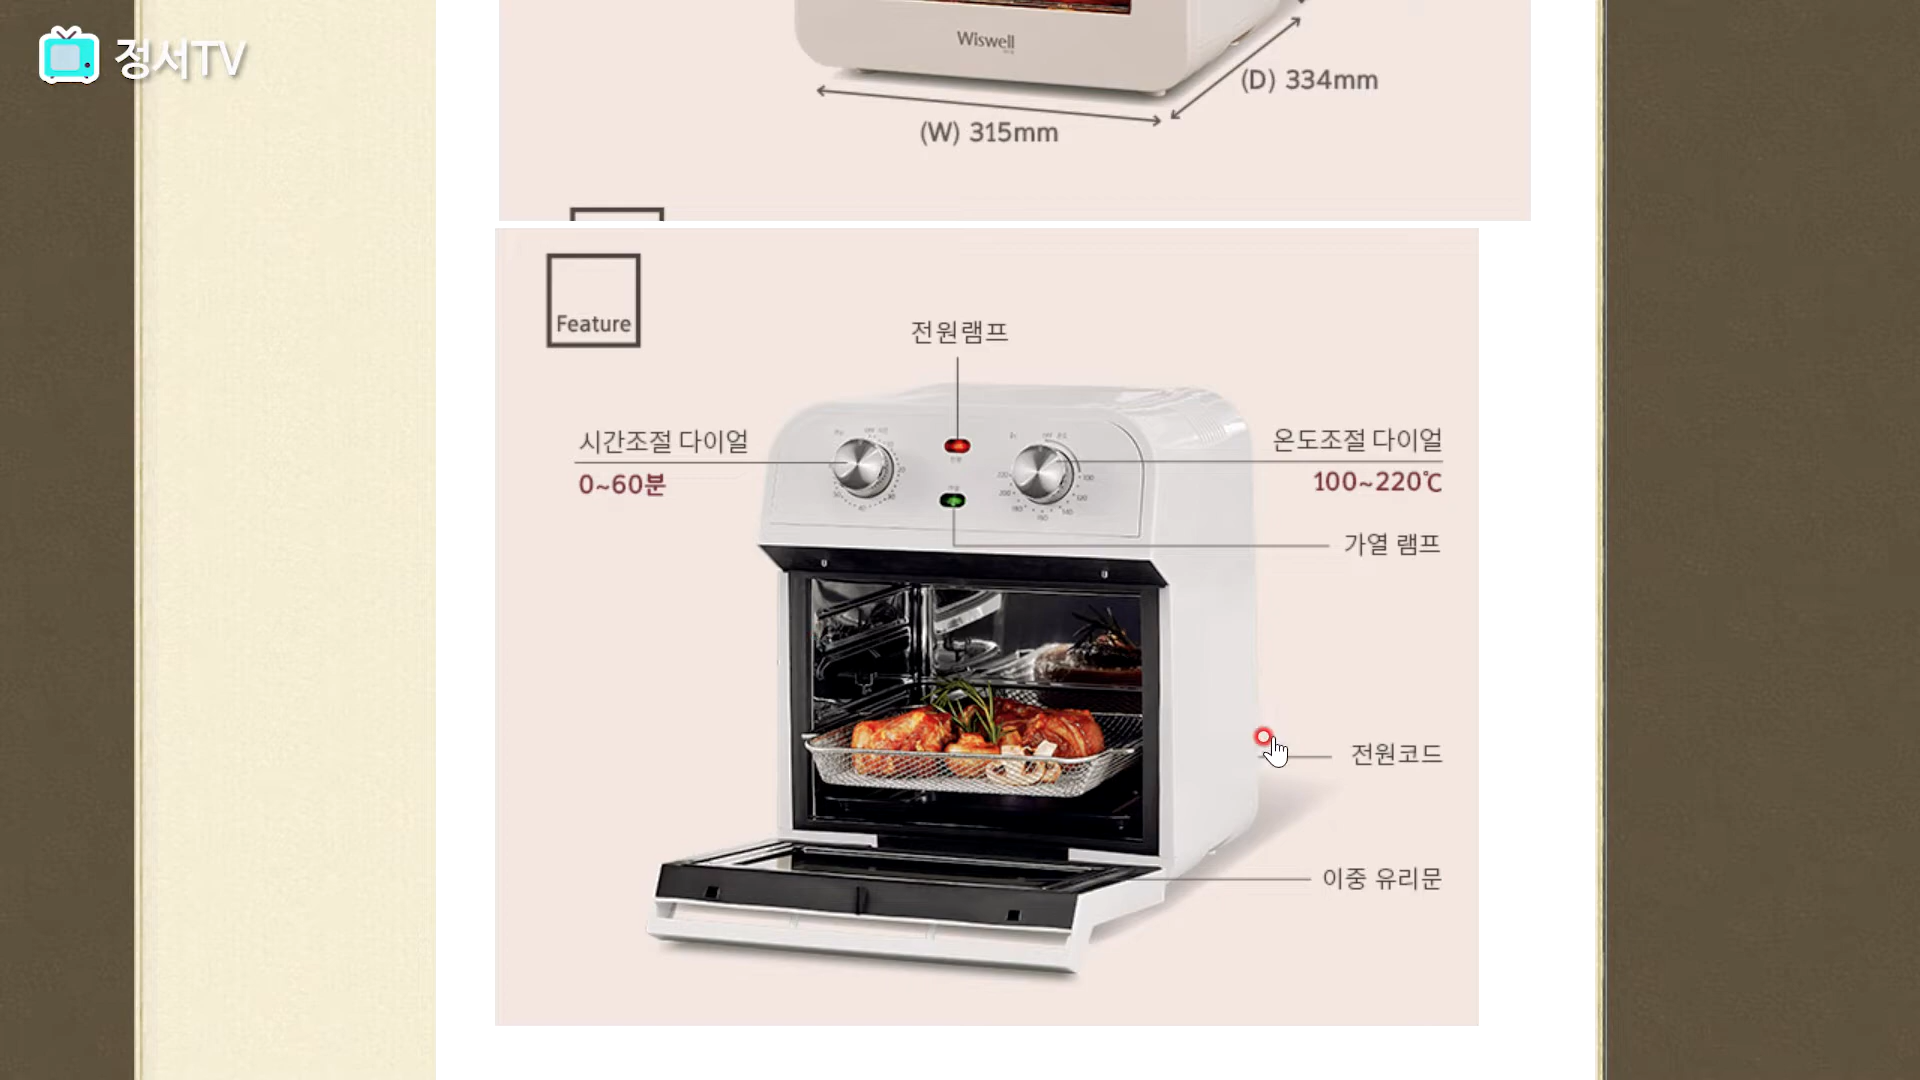 정서TV
Wiswell
(D) 334mm
(W) 315mm
Feature
전원램프
시간조절 다이얼
0~60분
온도조절 다이얼
100~220℃
가열 램프
전원코드
이중 유리문